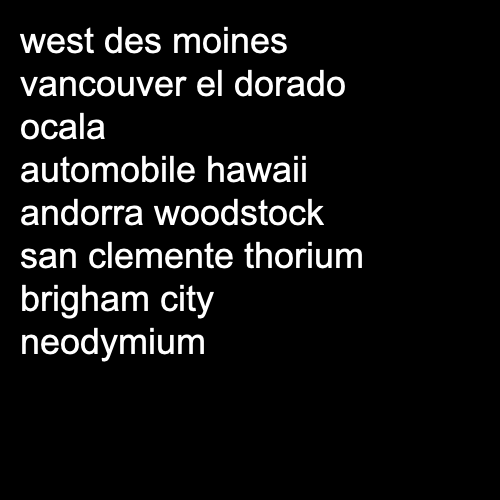 west des moines
vancouver el dorado
ocala
automobile hawaii
andorra woodstock
san clemente thorium
brigham city
neodymium